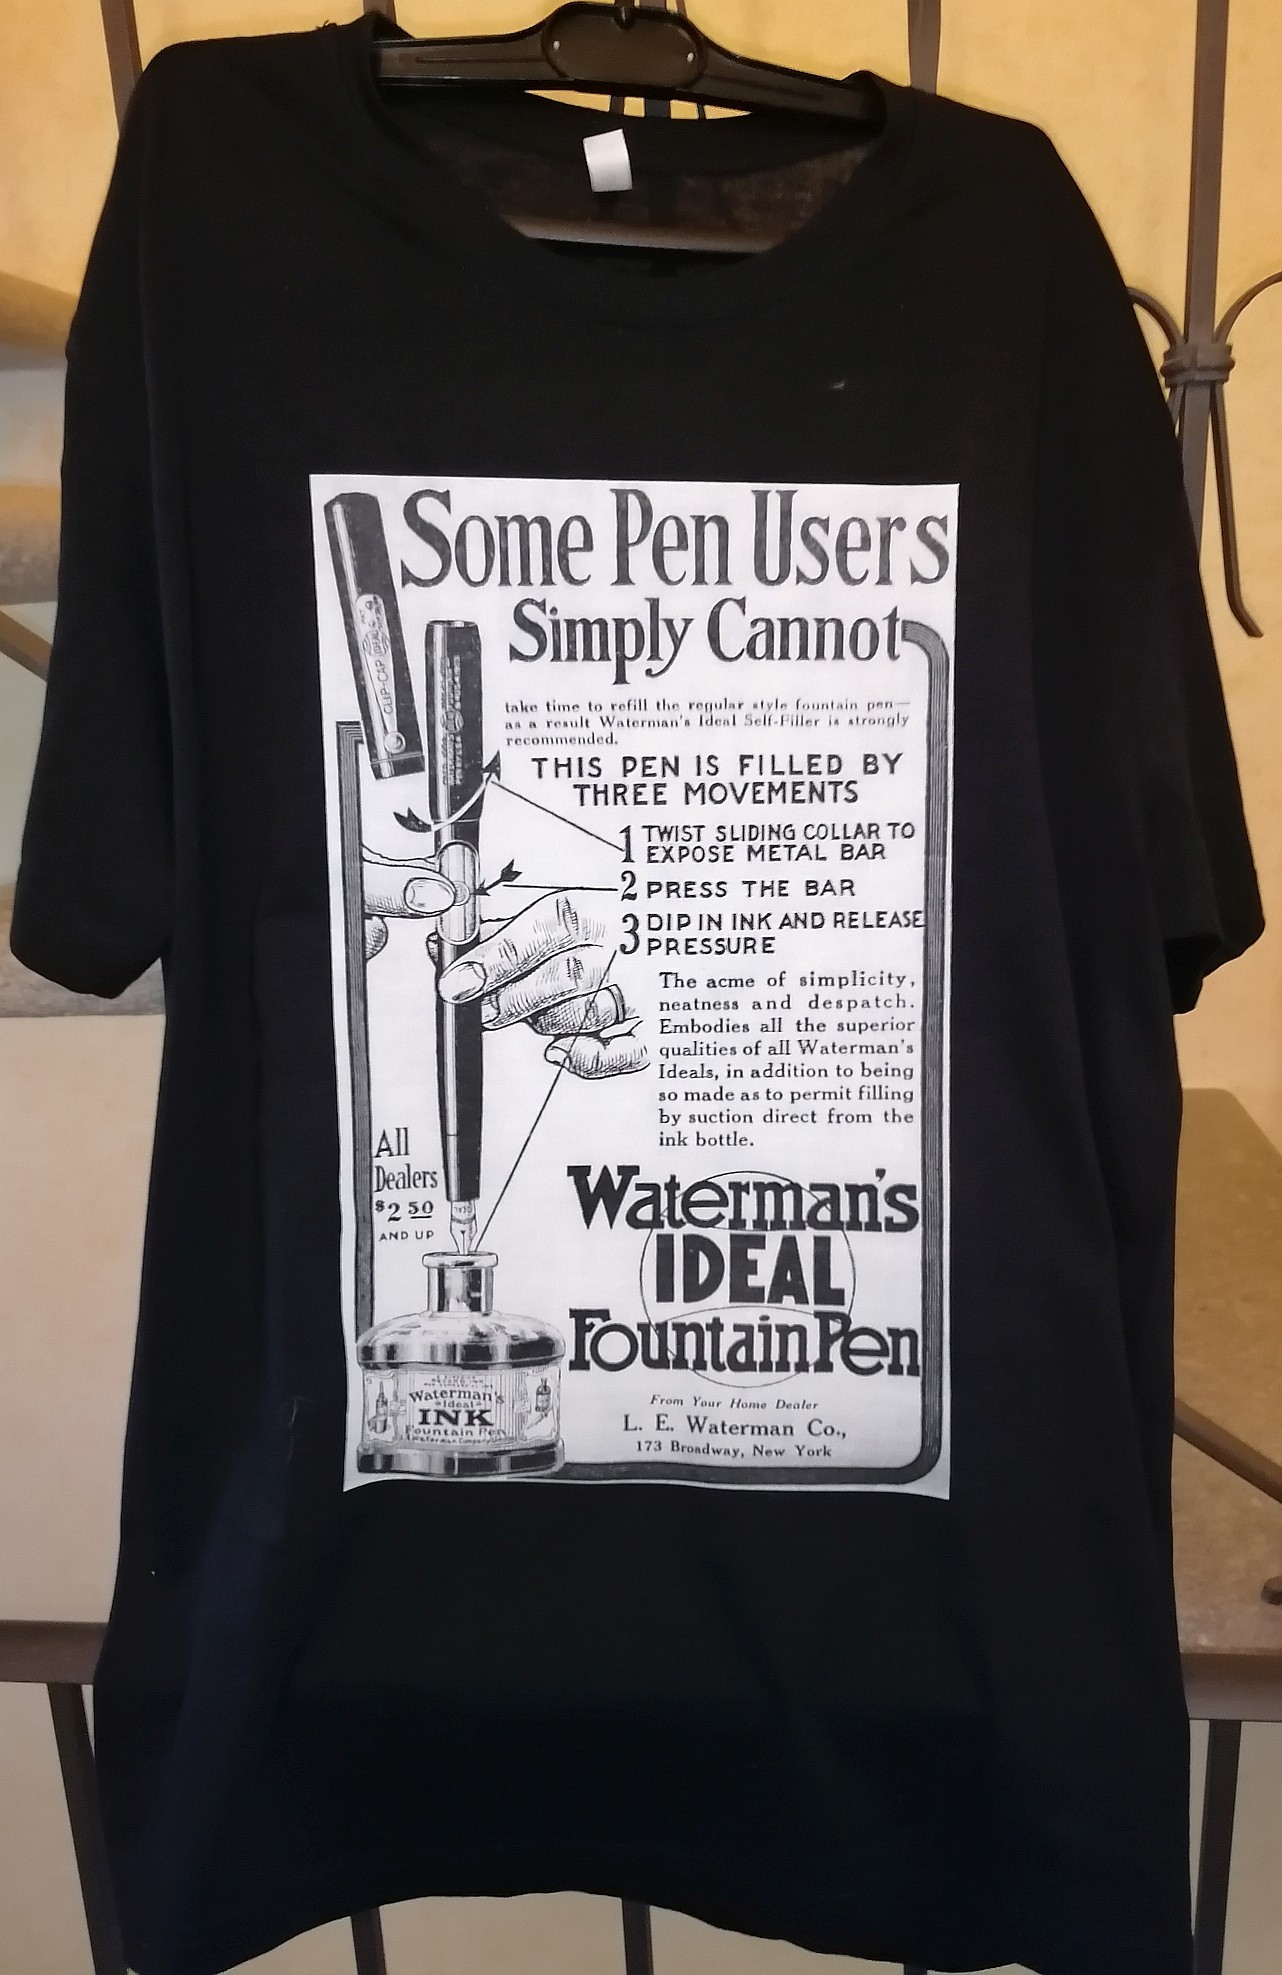 Some Pen Users
Simply Cannot
take time to refill the regular style fountain pen—
as a result Waterman's Ideal Self-Filler is strongly
recommended.
THIS PEN IS FILLED BY
THREE MOVEMENTS
1 TWIST SLIDING COLLAR TO
EXPOSE METAL BAR
2 PRESS THE BAR
3 DIP IN INK AND RELEASE
PRESSURE
The acme of simplicity,
neatness and despatch.
Embodies all the superior
qualities of all Waterman's
Ideals, in addition to being
so made as to permit filling
by suction direct from the
ink bottle.
CLIP-CAP
All
Dealers
$2 50
AND UP
Waterman's
IDEAL
Fountain Pen
Waterman's
Ideal
INK
Fountain Pen
From Your Home Dealer
L. E. Waterman Co.,
173 Broadway, New York